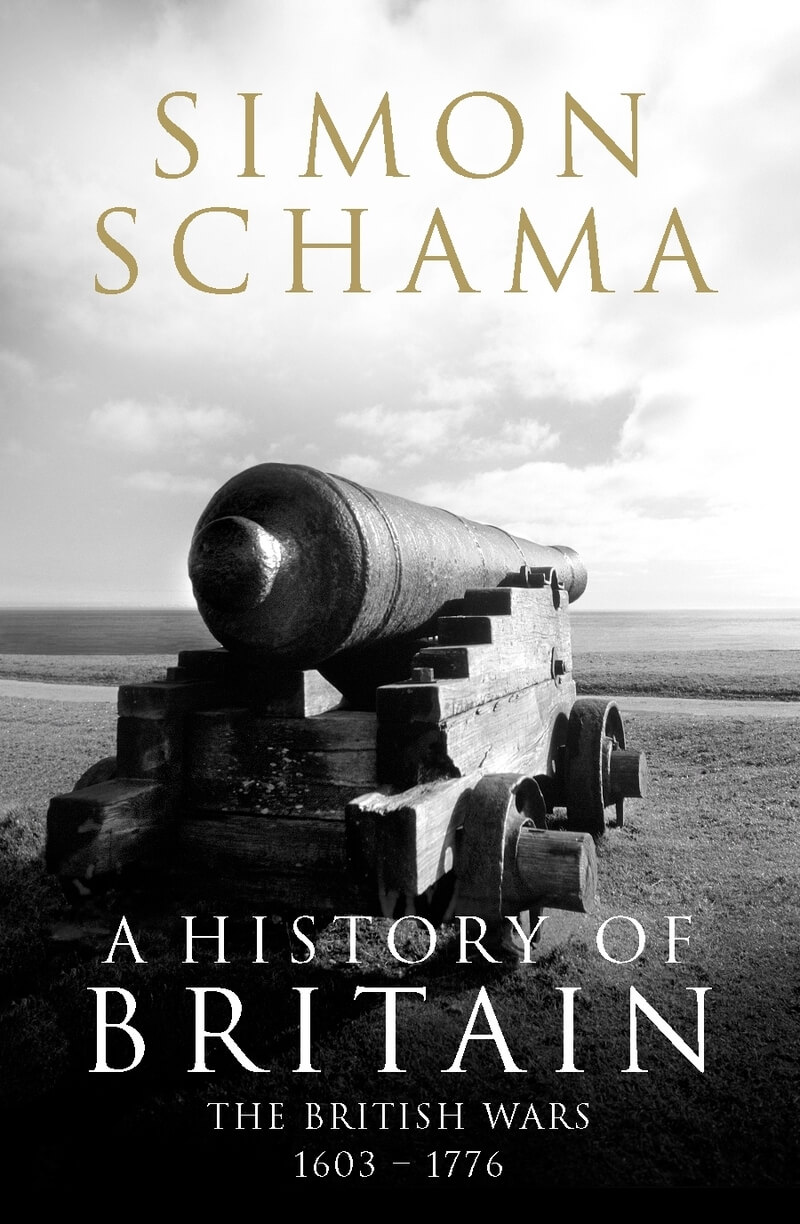 SIMON
SCHAMA
A HISTORY OF
BRITAIN
THE BRITISH WARS
1603 – 1776